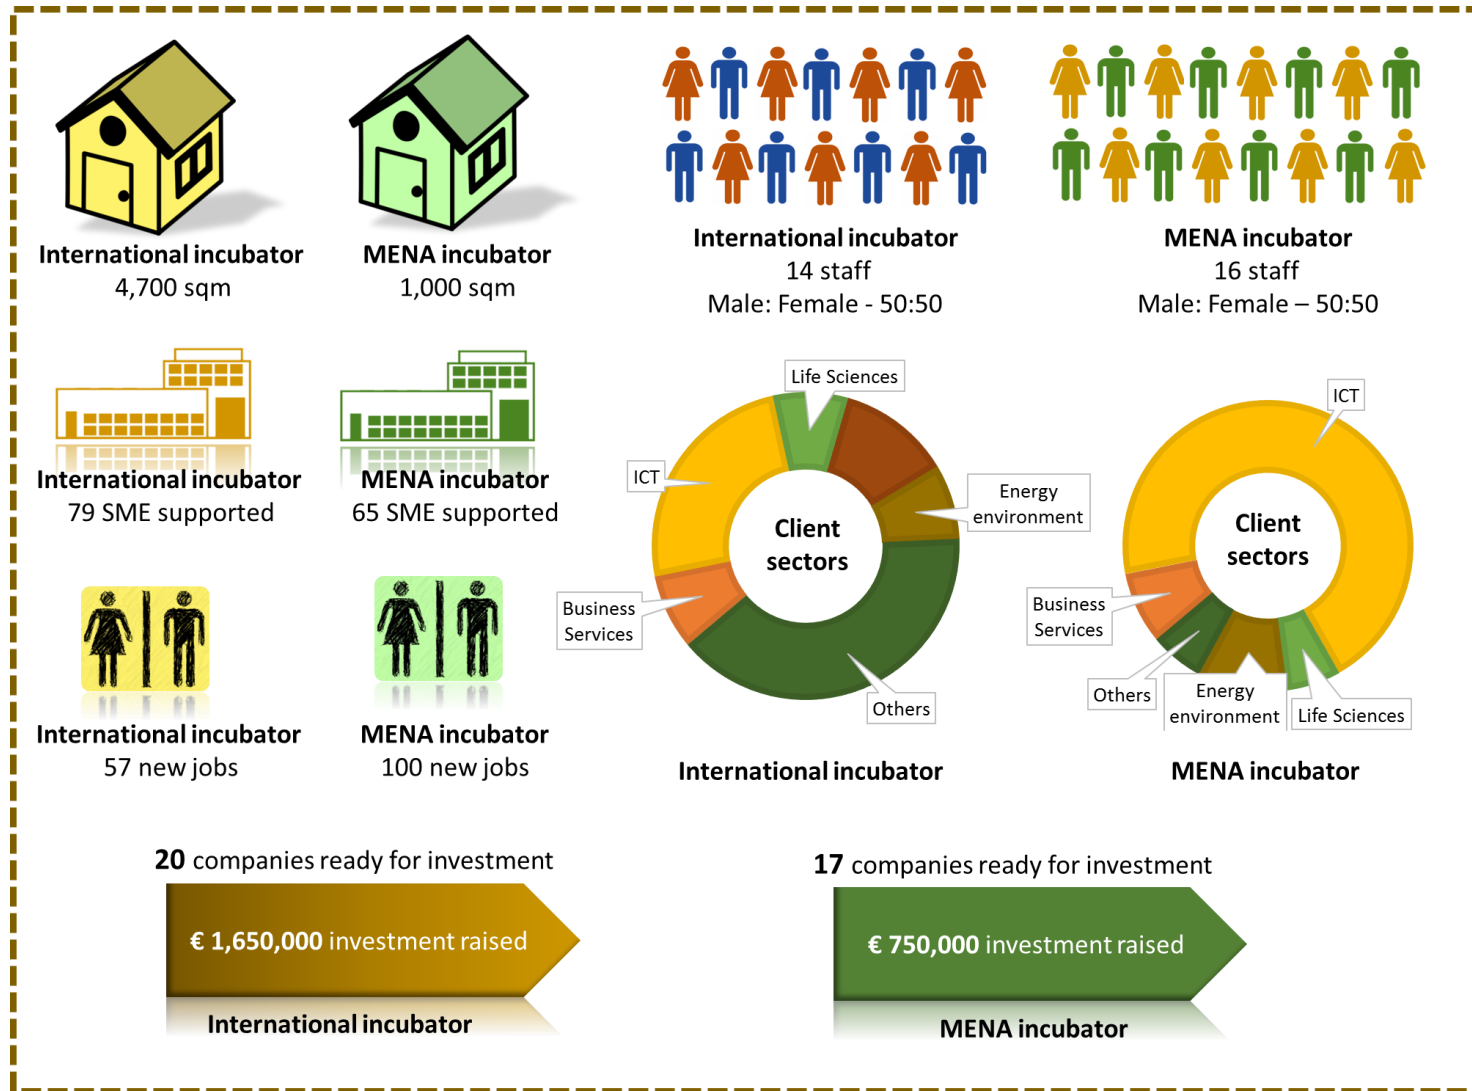 International incubator
4,700 sqm
MENA incubator
1,000 sqm
International incubator
14 staff
Male: Female - 50:50
MENA incubator
16 staff
Male: Female – 50:50
International incubator
79 SME supported
MENA incubator
65 SME supported
International incubator
57 new jobs
MENA incubator
100 new jobs
Life Sciences
ICT
Energy
environment
Client
sectors
Business
Services
Others
International incubator
ICT
Client
sectors
Business
Services
Others
Energy
environment
Life Sciences
MENA incubator
20 companies ready for investment
€ 1,650,000 investment raised
International incubator
17 companies ready for investment
€ 750,000 investment raised
MENA incubator